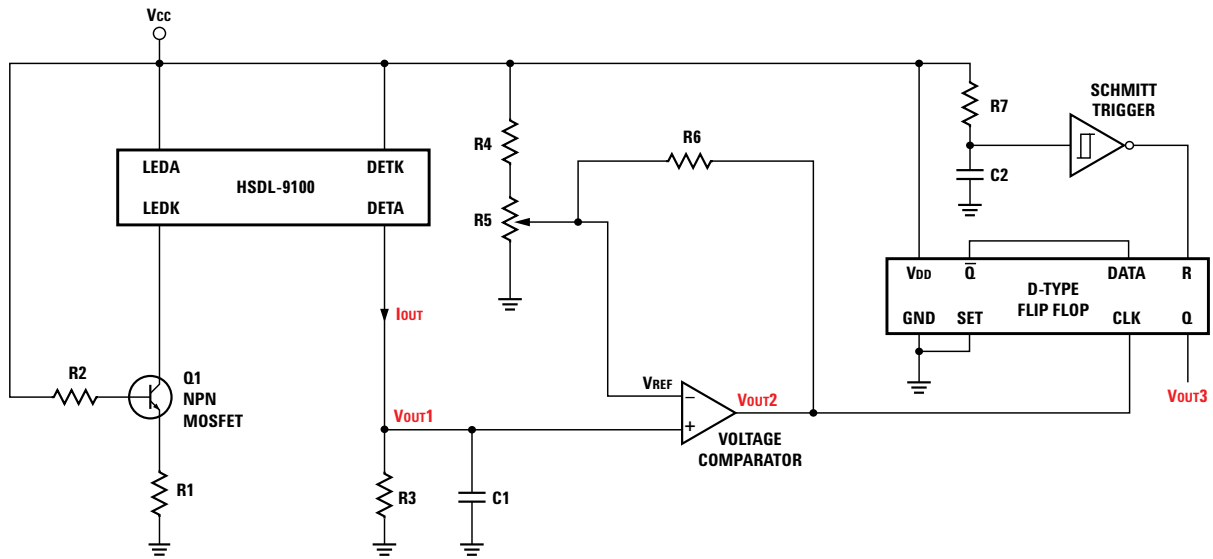 VCC
SCHMITT
TRIGGER
R7
R6
R4
LEDA DETK
HSDL-9100
LEDK DETA
C2
R5
VDD Q̅ DATA R
D-TYPE
FLIP FLOP
GND SET CLK Q
IOUT
R2
Q1
NPN
MOSFET
VREF
−
+
VOUT1
VOUT2
VOUT3
VOLTAGE
COMPARATOR
R1
R3
C1